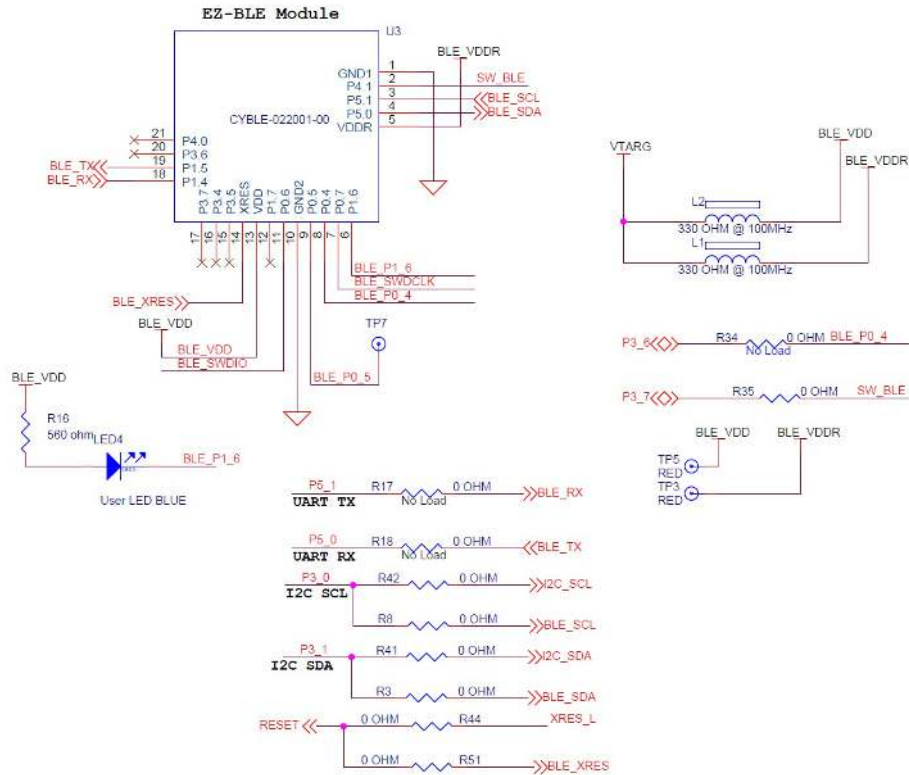 EZ-BLE Module
U3
BLE_VDDR
GND1 1
P4.1 2 SW_BLE
P5.1 3 BLE_SCL
P5.0 4 BLE_SDA
VDDR 5
CYBLE-022001-00
21 P4.0
20 P3.6
BLE_TX 19 P1.5
BLE_RX 18 P1.4
P3.7 P3.4 P3.5 XRES VDD P1.7 P0.6 GND2 P0.5 P0.4 P0.7 P1.6
17 16 15 14 13 12 11 10 9 8 7 6
BLE_P1_6
BLE_SWDCLK
BLE_P0_4
BLE_XRES
BLE_VDD
BLE_VDD
BLE_SWDIO
BLE_P0_5
TP7
VTARG
BLE_VDD
BLE_VDDR
L2
330 OHM @ 100MHz
L1
330 OHM @ 100MHz
P3_6 R34 0 OHM BLE_P0_4
No Load
P3_7 R35 0 OHM SW_BLE
BLE_VDD BLE_VDDR
TP5
RED
TP3
RED
BLE_VDD
R16
560 ohm
LED4
BLE_P1_6
User LED BLUE
P5_1 R17 0 OHM BLE_RX
UART TX No Load
P5_0 R18 0 OHM BLE_TX
UART RX No Load
P3_0 R42 0 OHM I2C_SCL
I2C SCL
R8 0 OHM BLE_SCL
P3_1 R41 0 OHM I2C_SDA
I2C SDA
R3 0 OHM BLE_SDA
RESET 0 OHM R44 XRES_L
0 OHM R51 BLE_XRES